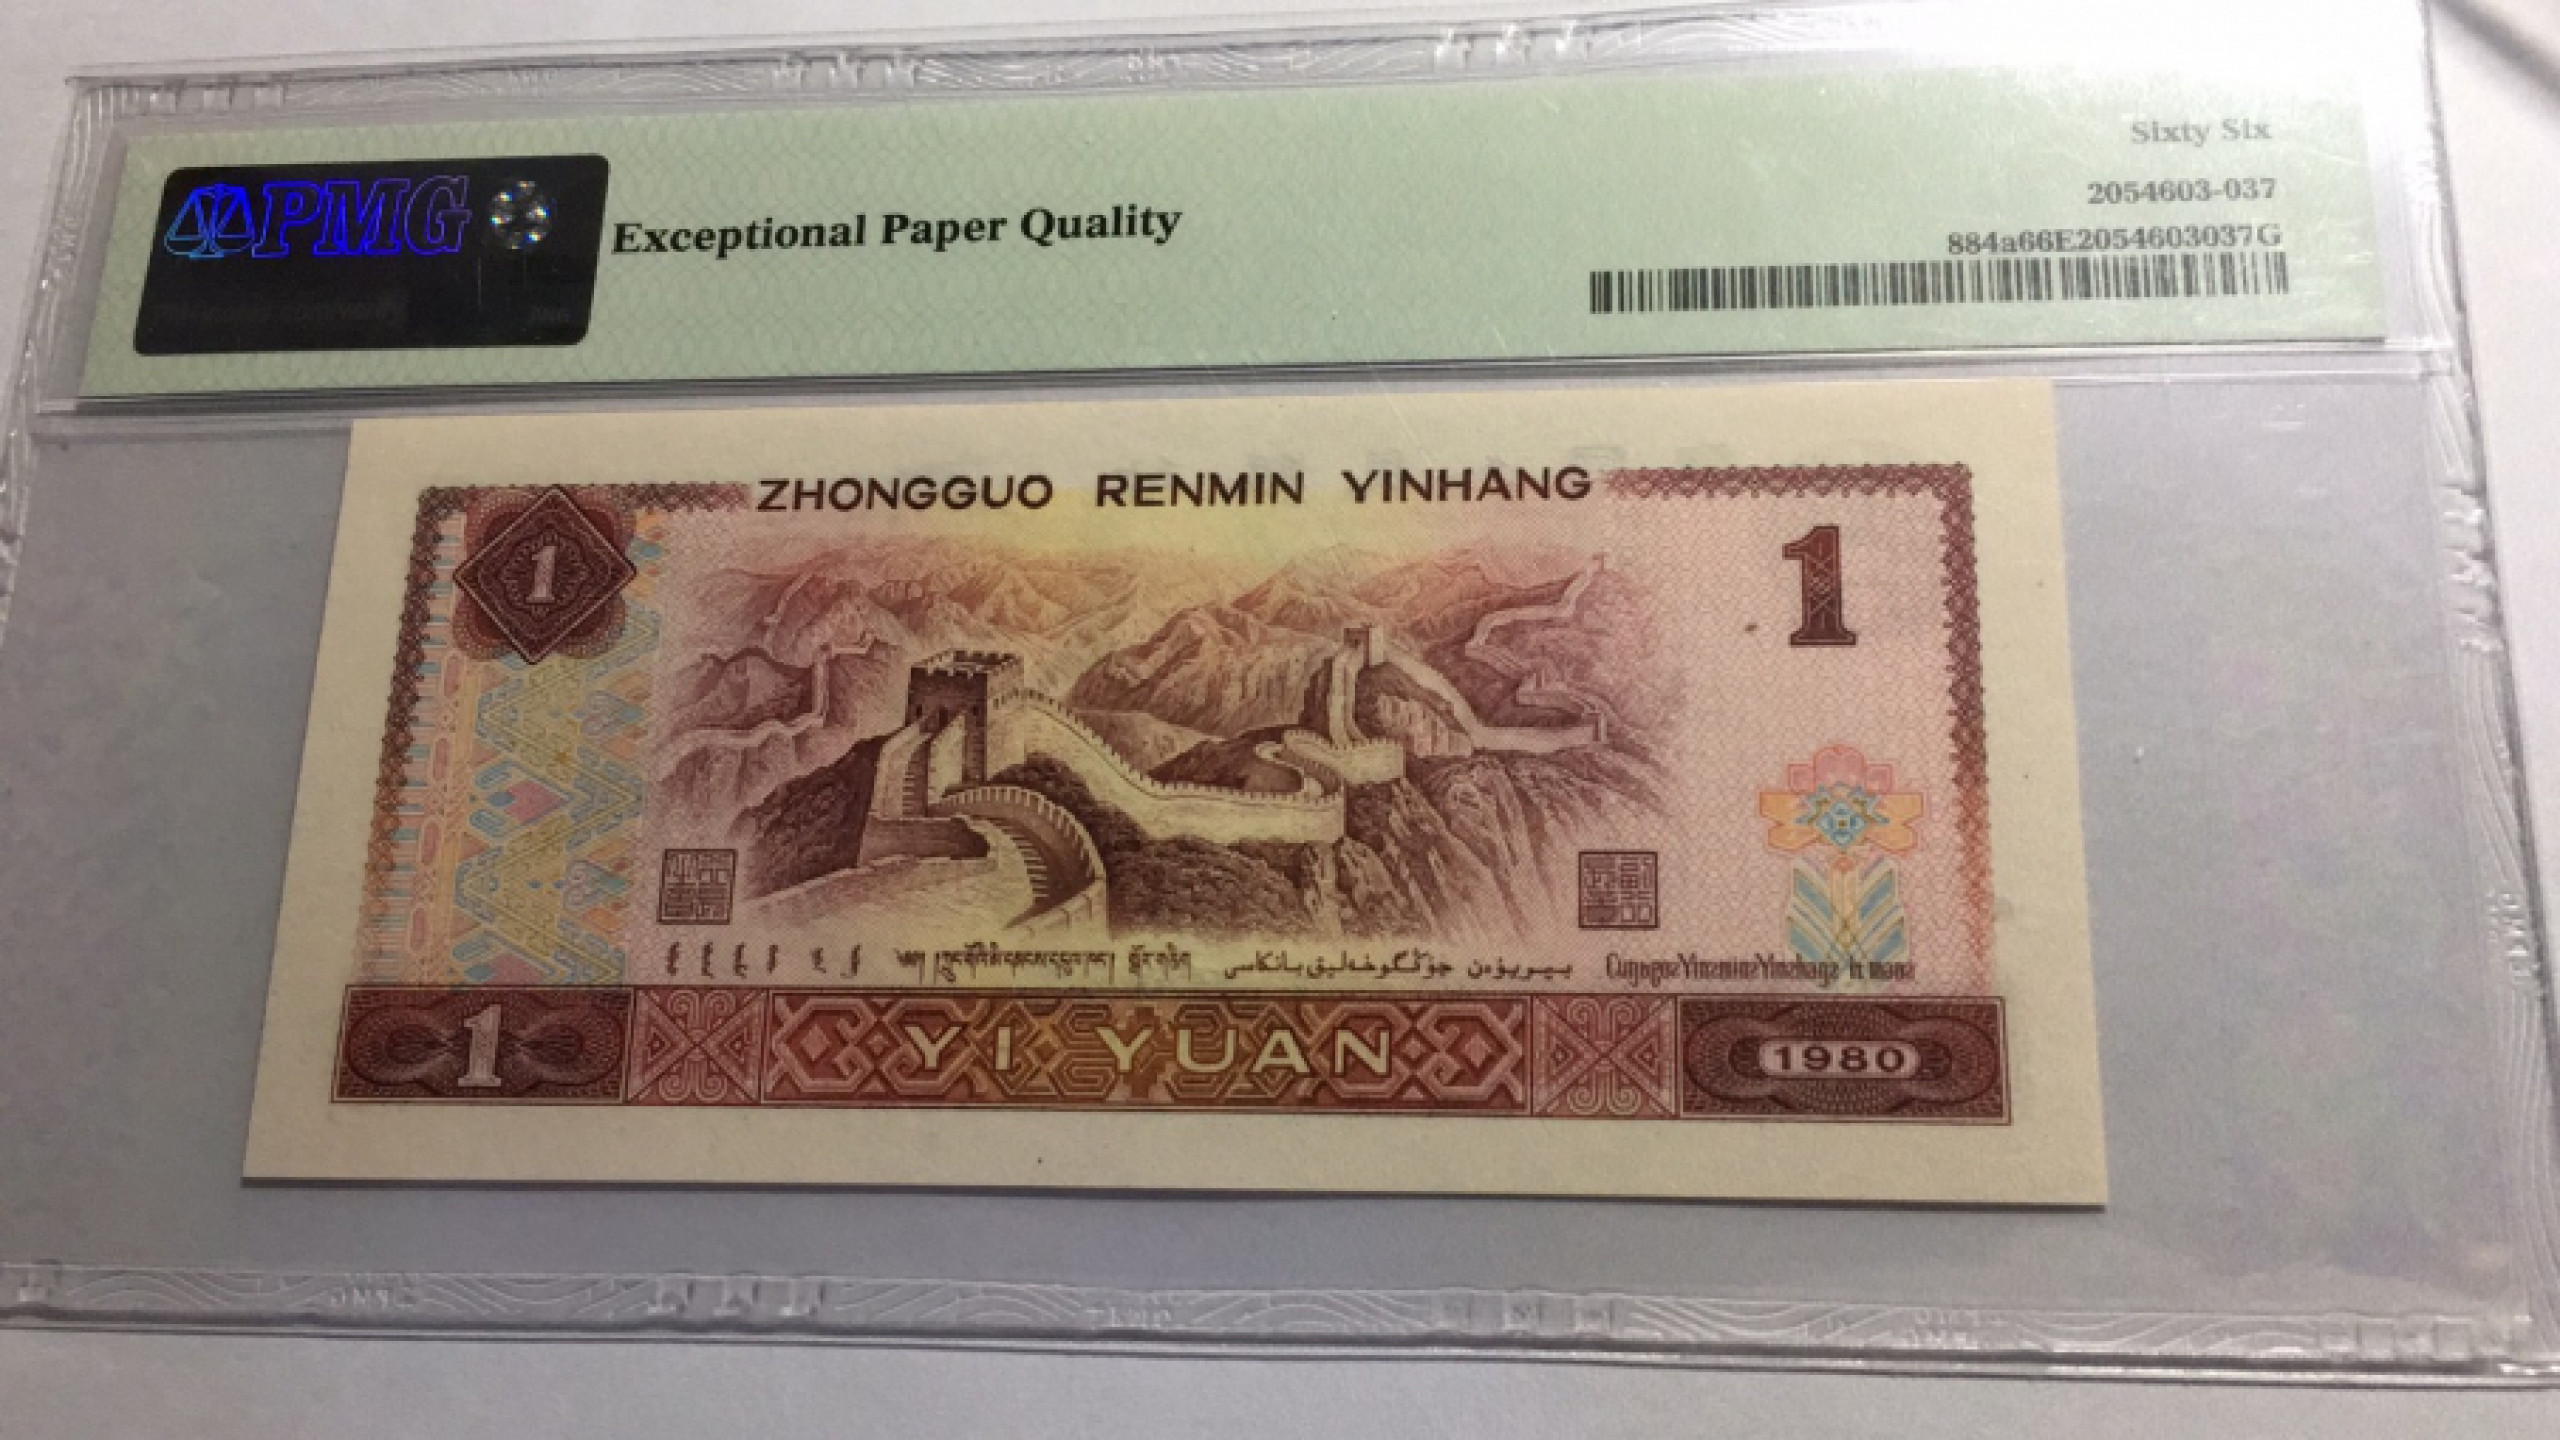 Sixty Six
PMG
Exceptional Paper Quality
2054603-037
884a66E2054603037G
ZHONGGUO RENMIN YINHANG
1
1
1
YI YUAN
1980